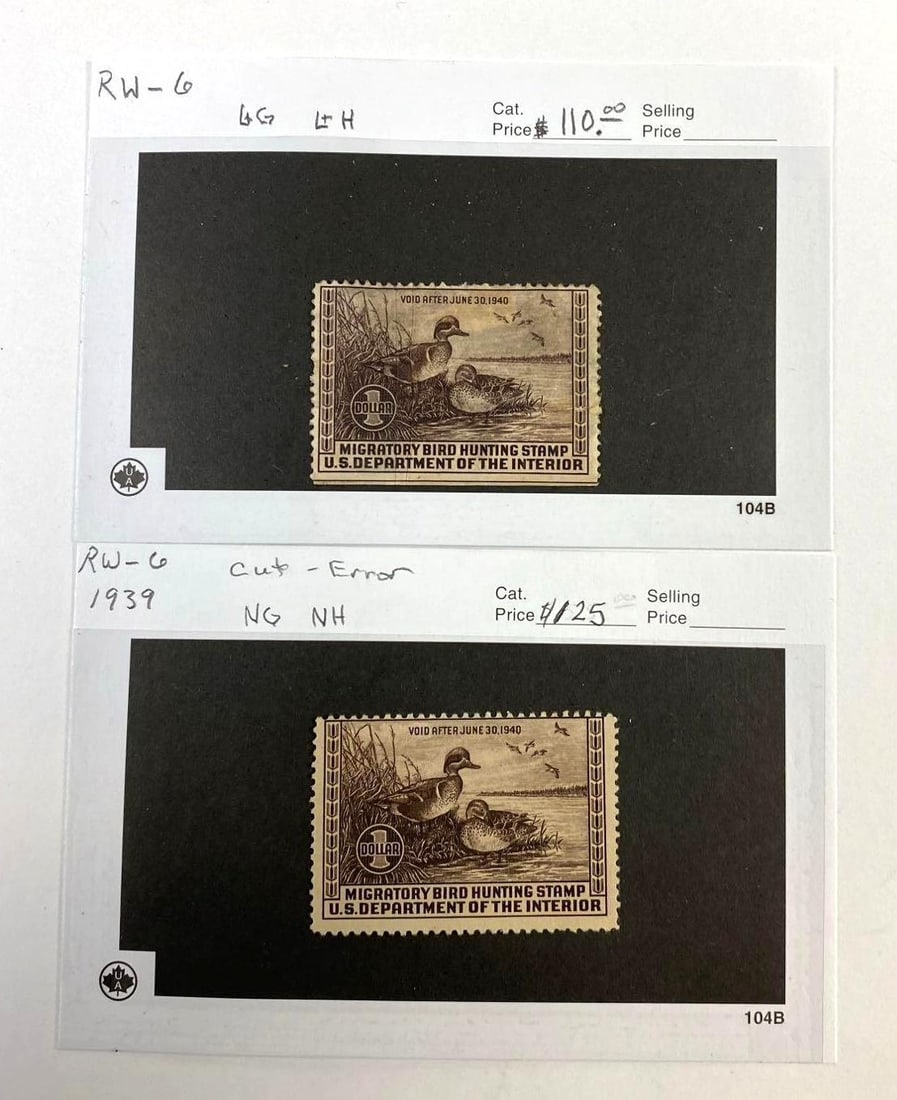 RW-6
LG LH
Cat.
Price $110.00
Selling
Price
VOID AFTER JUNE 30, 1940
1
DOLLAR
MIGRATORY BIRD HUNTING STAMP
U.S. DEPARTMENT OF THE INTERIOR
UA
104B
RW-6
1939
Cut - Error
NG NH
Cat.
Price $125
Selling
Price
VOID AFTER JUNE 30, 1940
1
DOLLAR
MIGRATORY BIRD HUNTING STAMP
U.S. DEPARTMENT OF THE INTERIOR
UA
104B